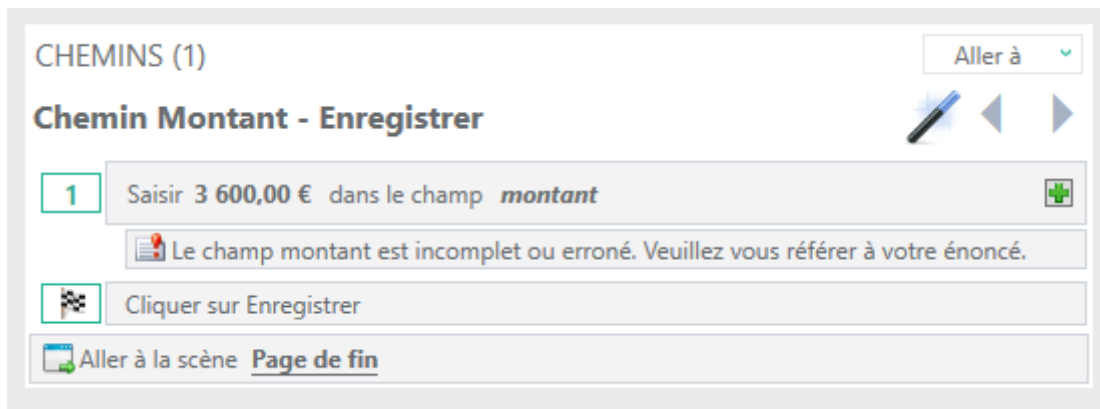 CHEMINS (1)
Aller à
Chemin Montant - Enregistrer
1 Saisir 3 600,00 € dans le champ montant
Le champ montant est incomplet ou erroné. Veuillez vous référer à votre énoncé.
Cliquer sur Enregistrer
Aller à la scène Page de fin